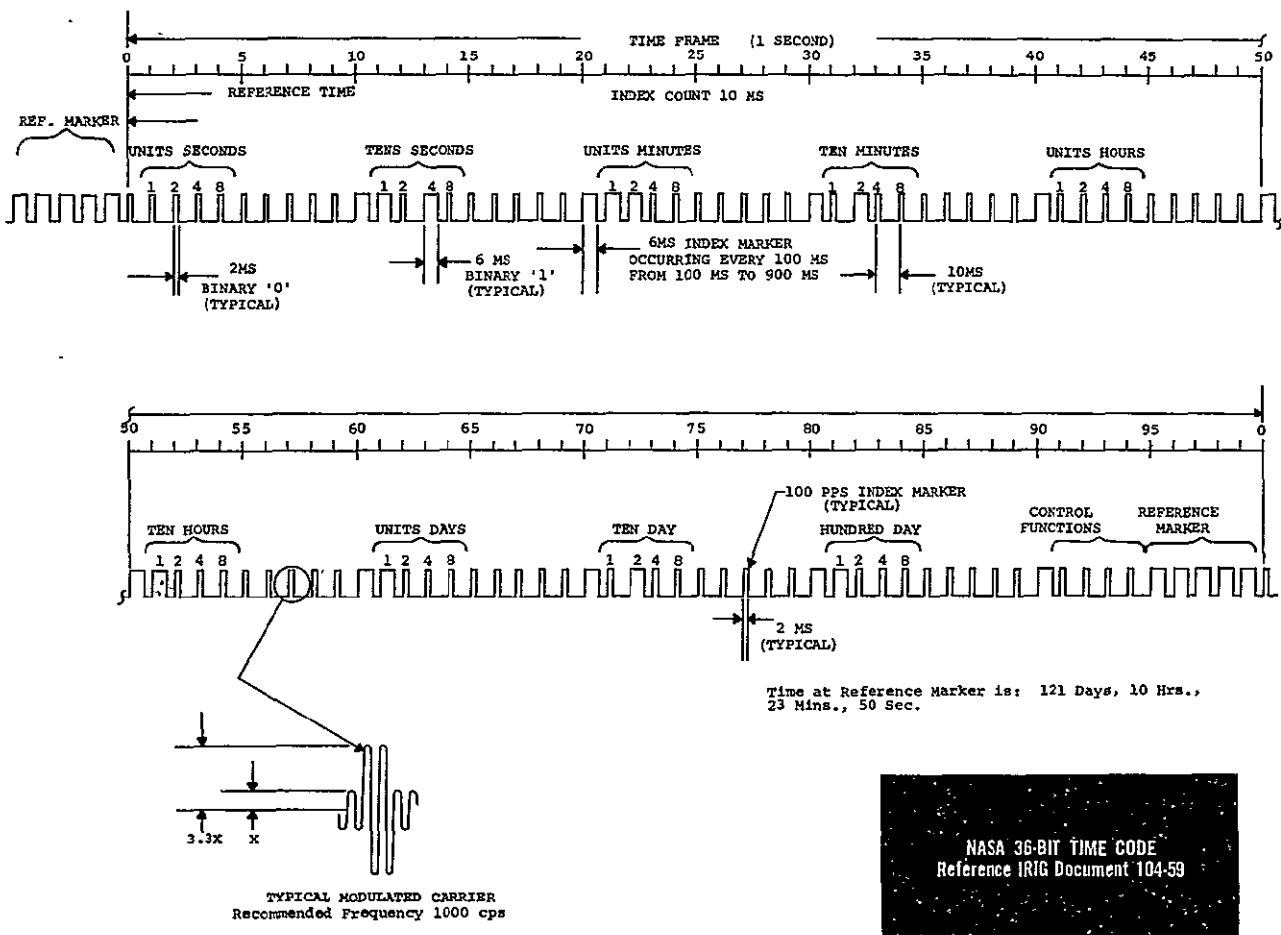 TIME FRAME (1 SECOND)
0 5 10 15 20 25 30 35 40 45 50
REFERENCE TIME INDEX COUNT 10 MS
REF. MARKER
UNITS SECONDS TENS SECONDS UNITS MINUTES TEN MINUTES UNITS HOURS
1 2 4 8 1 2 4 8 1 2 4 8 1 2 4 8 1 2 4 8
2MS
BINARY '0'
(TYPICAL)
6 MS
BINARY '1'
(TYPICAL)
6MS INDEX MARKER
OCCURRING EVERY 100 MS
FROM 100 MS TO 900 MS
10MS
(TYPICAL)
50 55 60 65 70 75 80 85 90 95 0
100 PPS INDEX MARKER
(TYPICAL)
TEN HOURS UNITS DAYS TEN DAY HUNDRED DAY
CONTROL
FUNCTIONS
REFERENCE
MARKER
1 2 4 8 1 2 4 8 1 2 4 8 1 2 4 8
2 MS
(TYPICAL)
Time at Reference Marker is: 121 Days, 10 Hrs.,
23 Mins., 50 Sec.
3.3X X
TYPICAL MODULATED CARRIER
Recommended Frequency 1000 cps
NASA 36-BIT TIME CODE
Reference IRIG Document 104-59